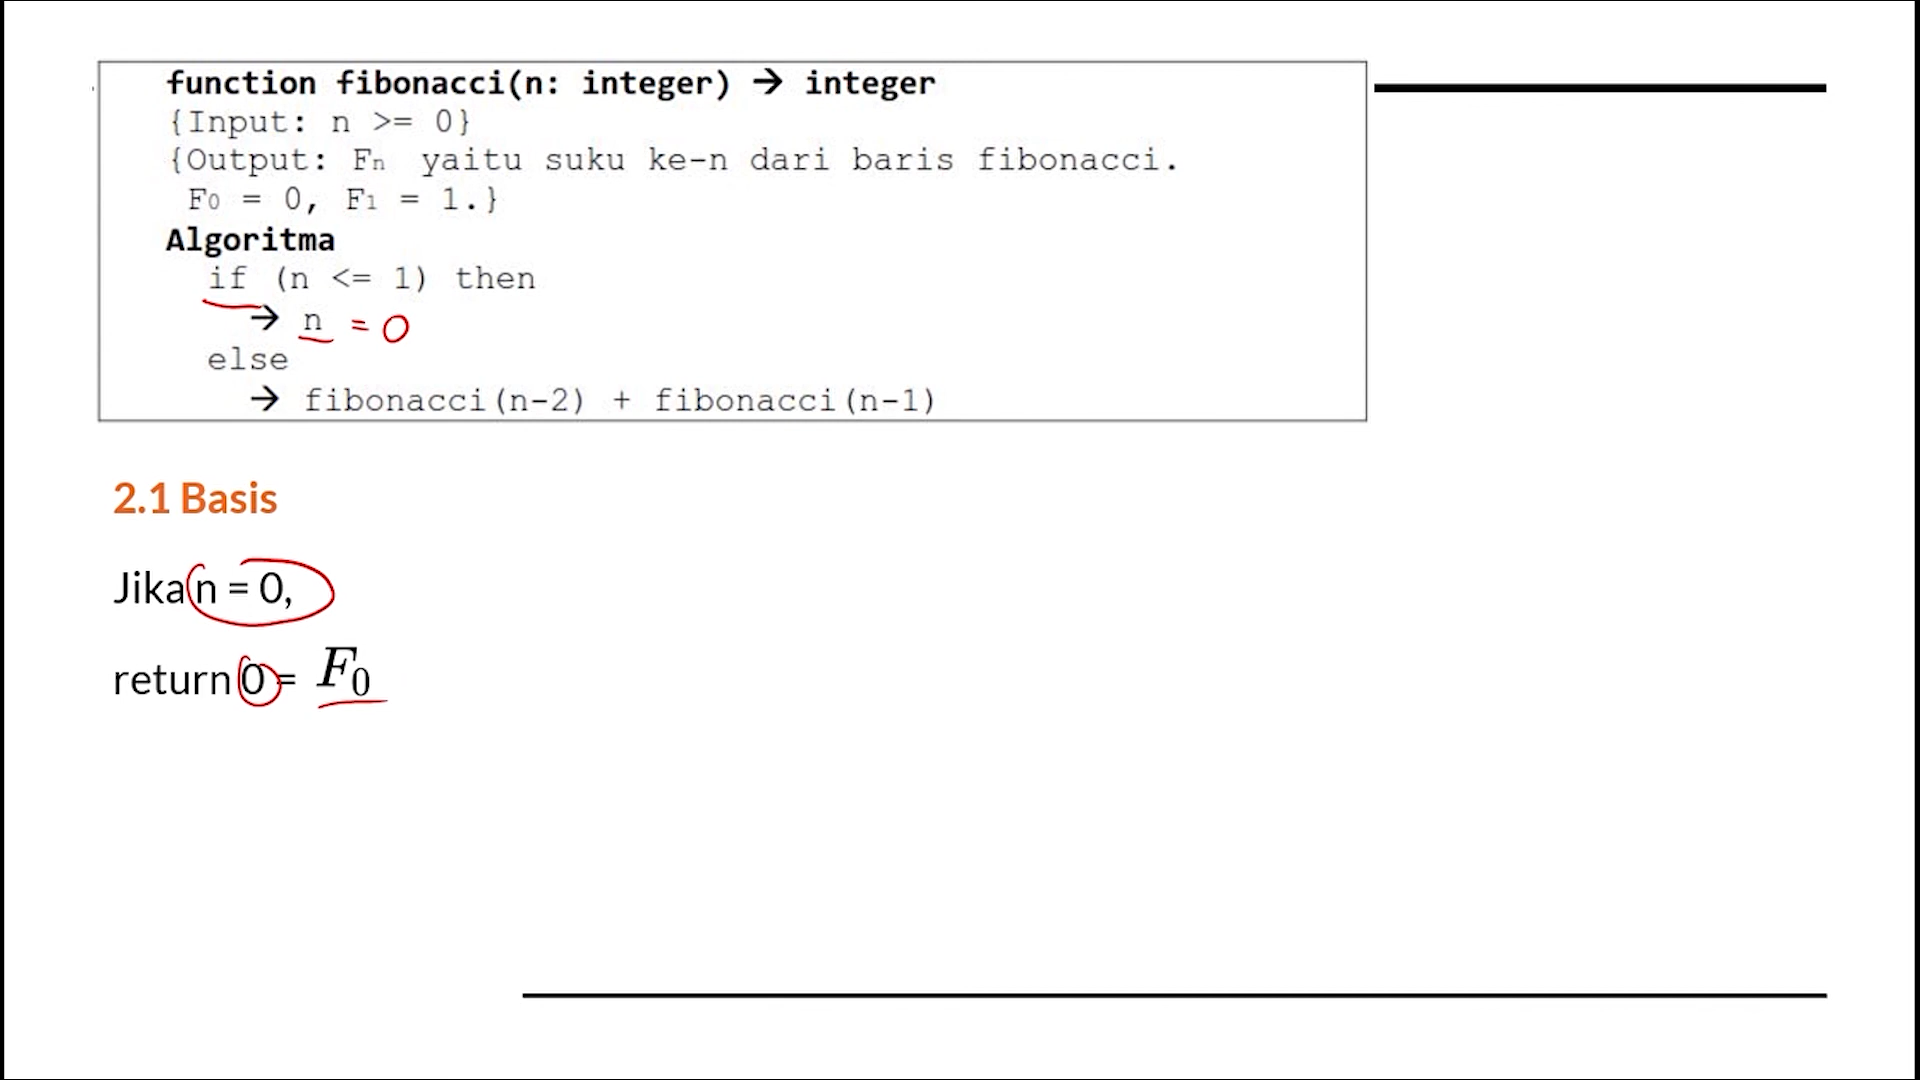 function fibonacci(n: integer) → integer
{Input: n >= 0}
{Output: Fn yaitu suku ke-n dari baris fibonacci.
F0 = 0, F1 = 1.}
Algoritma
if (n <= 1) then
→ n = 0
else
→ fibonacci(n-2) + fibonacci(n-1)
2.1 Basis
Jika n = 0,
return 0 = F0